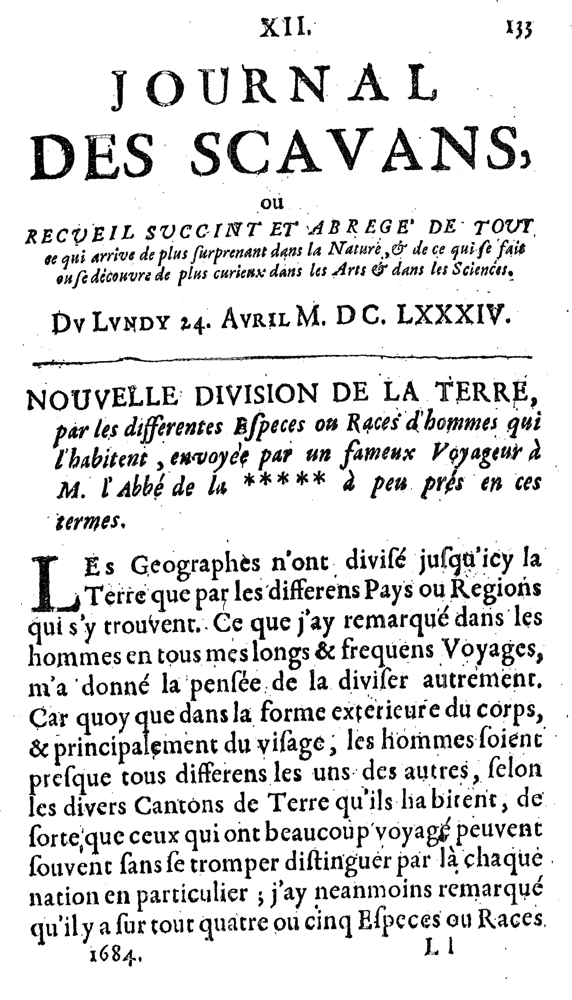 XII. 133
JOURNAL
DES SCAVANS,
ou
RECVEIL SVCCINT ET ABREGE' DE TOVT
ce qui arrive de plus ſurprenant dans la Nature, & de ce qui ſe fait
ou ſe découvre de plus curieux dans les Arts & dans les Sciences.
DV LVNDY 24. AVRIL M. DC. LXXXIV.
NOUVELLE DIVISION DE LA TERRE,
par les differentes Eſpeces ou Races d'hommes qui
l'habitent, envoyée par un fameux Voyageur à
M. l'Abbé de la ***** à peu prés en ces
termes.
LEs Geographes n'ont diviſé juſqu'icy la
Terre que par les differens Pays ou Regions
qui s'y trouvent. Ce que j'ay remarqué dans les
hommes en tous mes longs & frequens Voyages,
m'a donné la penſée de la diviſer autrement.
Car quoy que dans la forme exterieure du corps,
& principalement du viſage, les hommes ſoient
preſque tous differens les uns des autres, ſelon
les divers Cantons de Terre qu'ils habitent, de
ſorte que ceux qui ont beaucoup voyagé peuvent
ſouvent ſans ſe tromper diſtinguer par là chaque
nation en particulier ; j'ay neanmoins remarqué
qu'il y a ſur tout quatre ou cinq Eſpeces ou Races
1684. L l